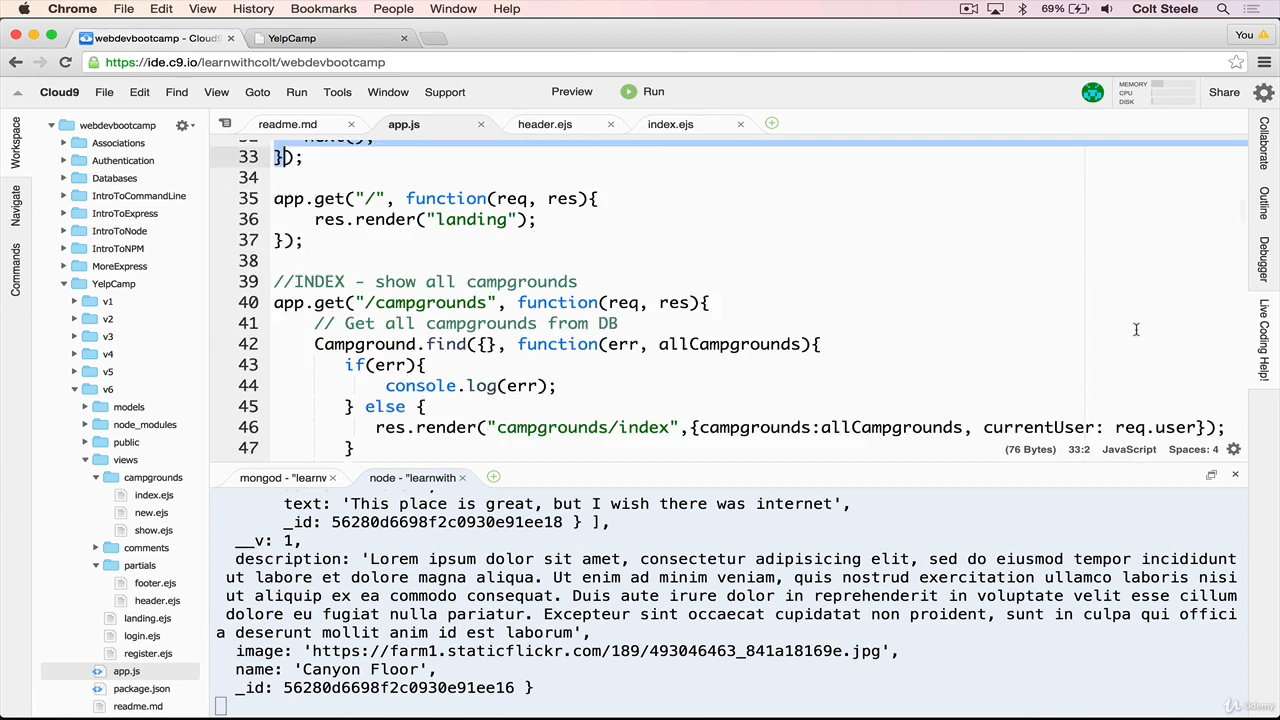 Chrome File Edit View History Bookmarks People Window Help 69% Colt Steele
webdevbootcamp - Cloud9 YelpCamp You
https://ide.c9.io/learnwithcolt/webdevbootcamp
Cloud9 File Edit Find View Goto Run Tools Window Support Preview Run MEMORY CPU DISK Share
readme.md app.js header.ejs index.ejs
Workspace
Navigate
Commands
webdevbootcamp
Associations
Authentication
Databases
IntroToCommandLine
IntroToExpress
IntroToNode
IntroToNPM
MoreExpress
YelpCamp
v1
v2
v3
v4
v5
v6
models
node_modules
public
views
campgrounds
index.ejs
new.ejs
show.ejs
comments
partials
footer.ejs
header.ejs
landing.ejs
login.ejs
register.ejs
app.js
package.json
readme.md
32 next();
33 });
34
35 app.get("/", function(req, res){
36 res.render("landing");
37 });
38
39 //INDEX - show all campgrounds
40 app.get("/campgrounds", function(req, res){
41 // Get all campgrounds from DB
42 Campground.find({}, function(err, allCampgrounds){
43 if(err){
44 console.log(err);
45 } else {
46 res.render("campgrounds/index",{campgrounds:allCampgrounds, currentUser: req.user});
47 }
(76 Bytes) 33:2 JavaScript Spaces: 4
mongod - "learnwi node - "learnwith
text: 'This place is great, but I wish there was internet',
_id: 56280d6698f2c0930e91ee18 } ],
__v: 1,
description: 'Lorem ipsum dolor sit amet, consectetur adipisicing elit, sed do eiusmod tempor incididunt
ut labore et dolore magna aliqua. Ut enim ad minim veniam, quis nostrud exercitation ullamco laboris nisi
ut aliquip ex ea commodo consequat. Duis aute irure dolor in reprehenderit in voluptate velit esse cillum
dolore eu fugiat nulla pariatur. Excepteur sint occaecat cupidatat non proident, sunt in culpa qui offici
a deserunt mollit anim id est laborum',
image: 'https://farm1.staticflickr.com/189/493046463_841a18169e.jpg',
name: 'Canyon Floor',
_id: 56280d6698f2c0930e91ee16 }
Collaborate
Outline
Debugger
Live Coding Help!
Udemy